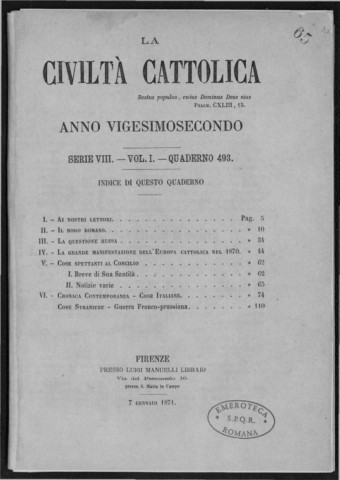 65
LA
CIVILTÀ CATTOLICA
Beatus populus, cuius Dominus Deus eius
PSALM. CXLIII, 15.
ANNO VIGESIMOSECONDO
SERIE VIII. — VOL. I. — QUADERNO 493.
INDICE DI QUESTO QUADERNO
I. - AI NOSTRI LETTORI. Pag. 5
II. - IL NODO ROMANO. » 10
III. - LA QUESTIONE RUSSA » 31
IV. - LA GRANDE MANIFESTAZIONE DELL'EUROPA CATTOLICA NEL 1870. » 44
V. - COSE SPETTANTI AL CONCILIO » 62
I. Breve di Sua Santità » 62
II. Notizie varie » 65
VI. - CRONACA CONTEMPORANEA - COSE ITALIANE » 74
COSE STRANIERE - Guerra Franco-prussiana » 110
FIRENZE
PRESSO LUIGI MANUELLI LIBRAIO
Via del Proconsolo 16
presso S. Maria in Campo
7 GENNAIO 1871.
EMEROTECA
S.P.Q.R.
ROMANA